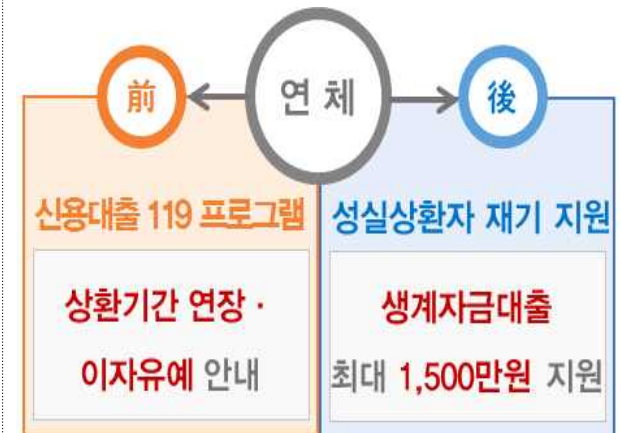 前
연 체
後
신용대출 119 프로그램
상환기간 연장 ·
이자유예 안내
성실상환자 재기 지원
생계자금대출
최대 1,500만원 지원